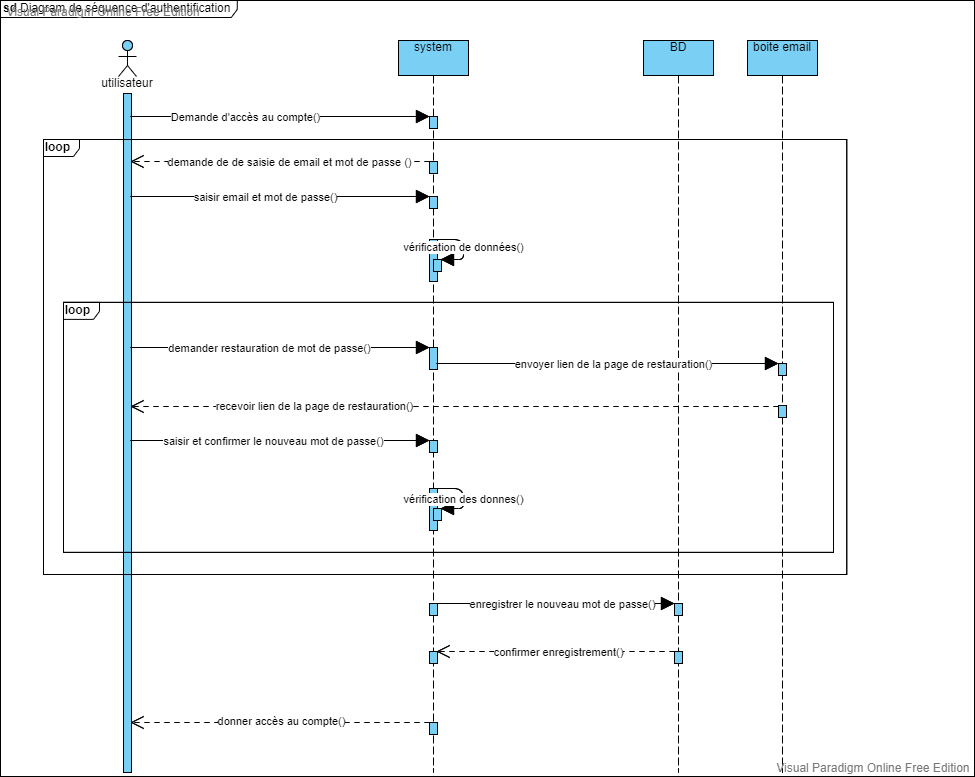 sd Diagram de séquence d'authentification
Visual Paradigm Online Free Edition
utilisateur
system
BD
boite email
Demande d'accès au compte()
loop
demande de de saisie de email et mot de passe ()
saisir email et mot de passe()
vérification de données()
loop
demander restauration de mot de passe()
envoyer lien de la page de restauration()
recevoir lien de la page de restauration()
saisir et confirmer le nouveau mot de passe()
vérification des donnes()
enregistrer le nouveau mot de passe()
confirmer enregistrement()
donner accès au compte()
Visual Paradigm Online Free Edition